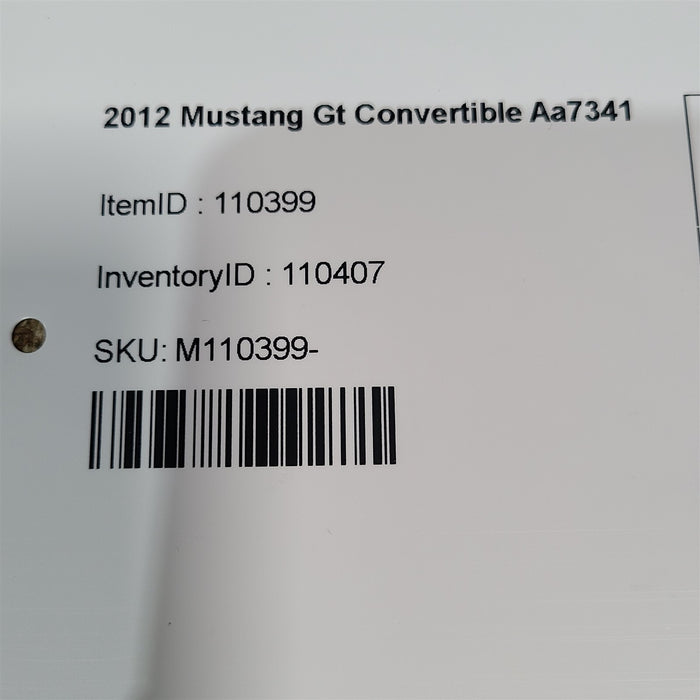 2012 Mustang Gt Convertible Aa7341
ItemID : 110399
InventoryID : 110407
SKU: M110399-